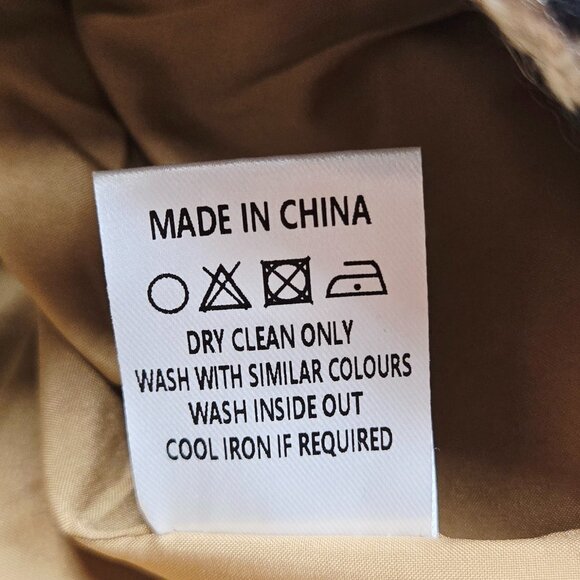 MADE IN CHINA
DRY CLEAN ONLY
WASH WITH SIMILAR COLOURS
WASH INSIDE OUT
COOL IRON IF REQUIRED